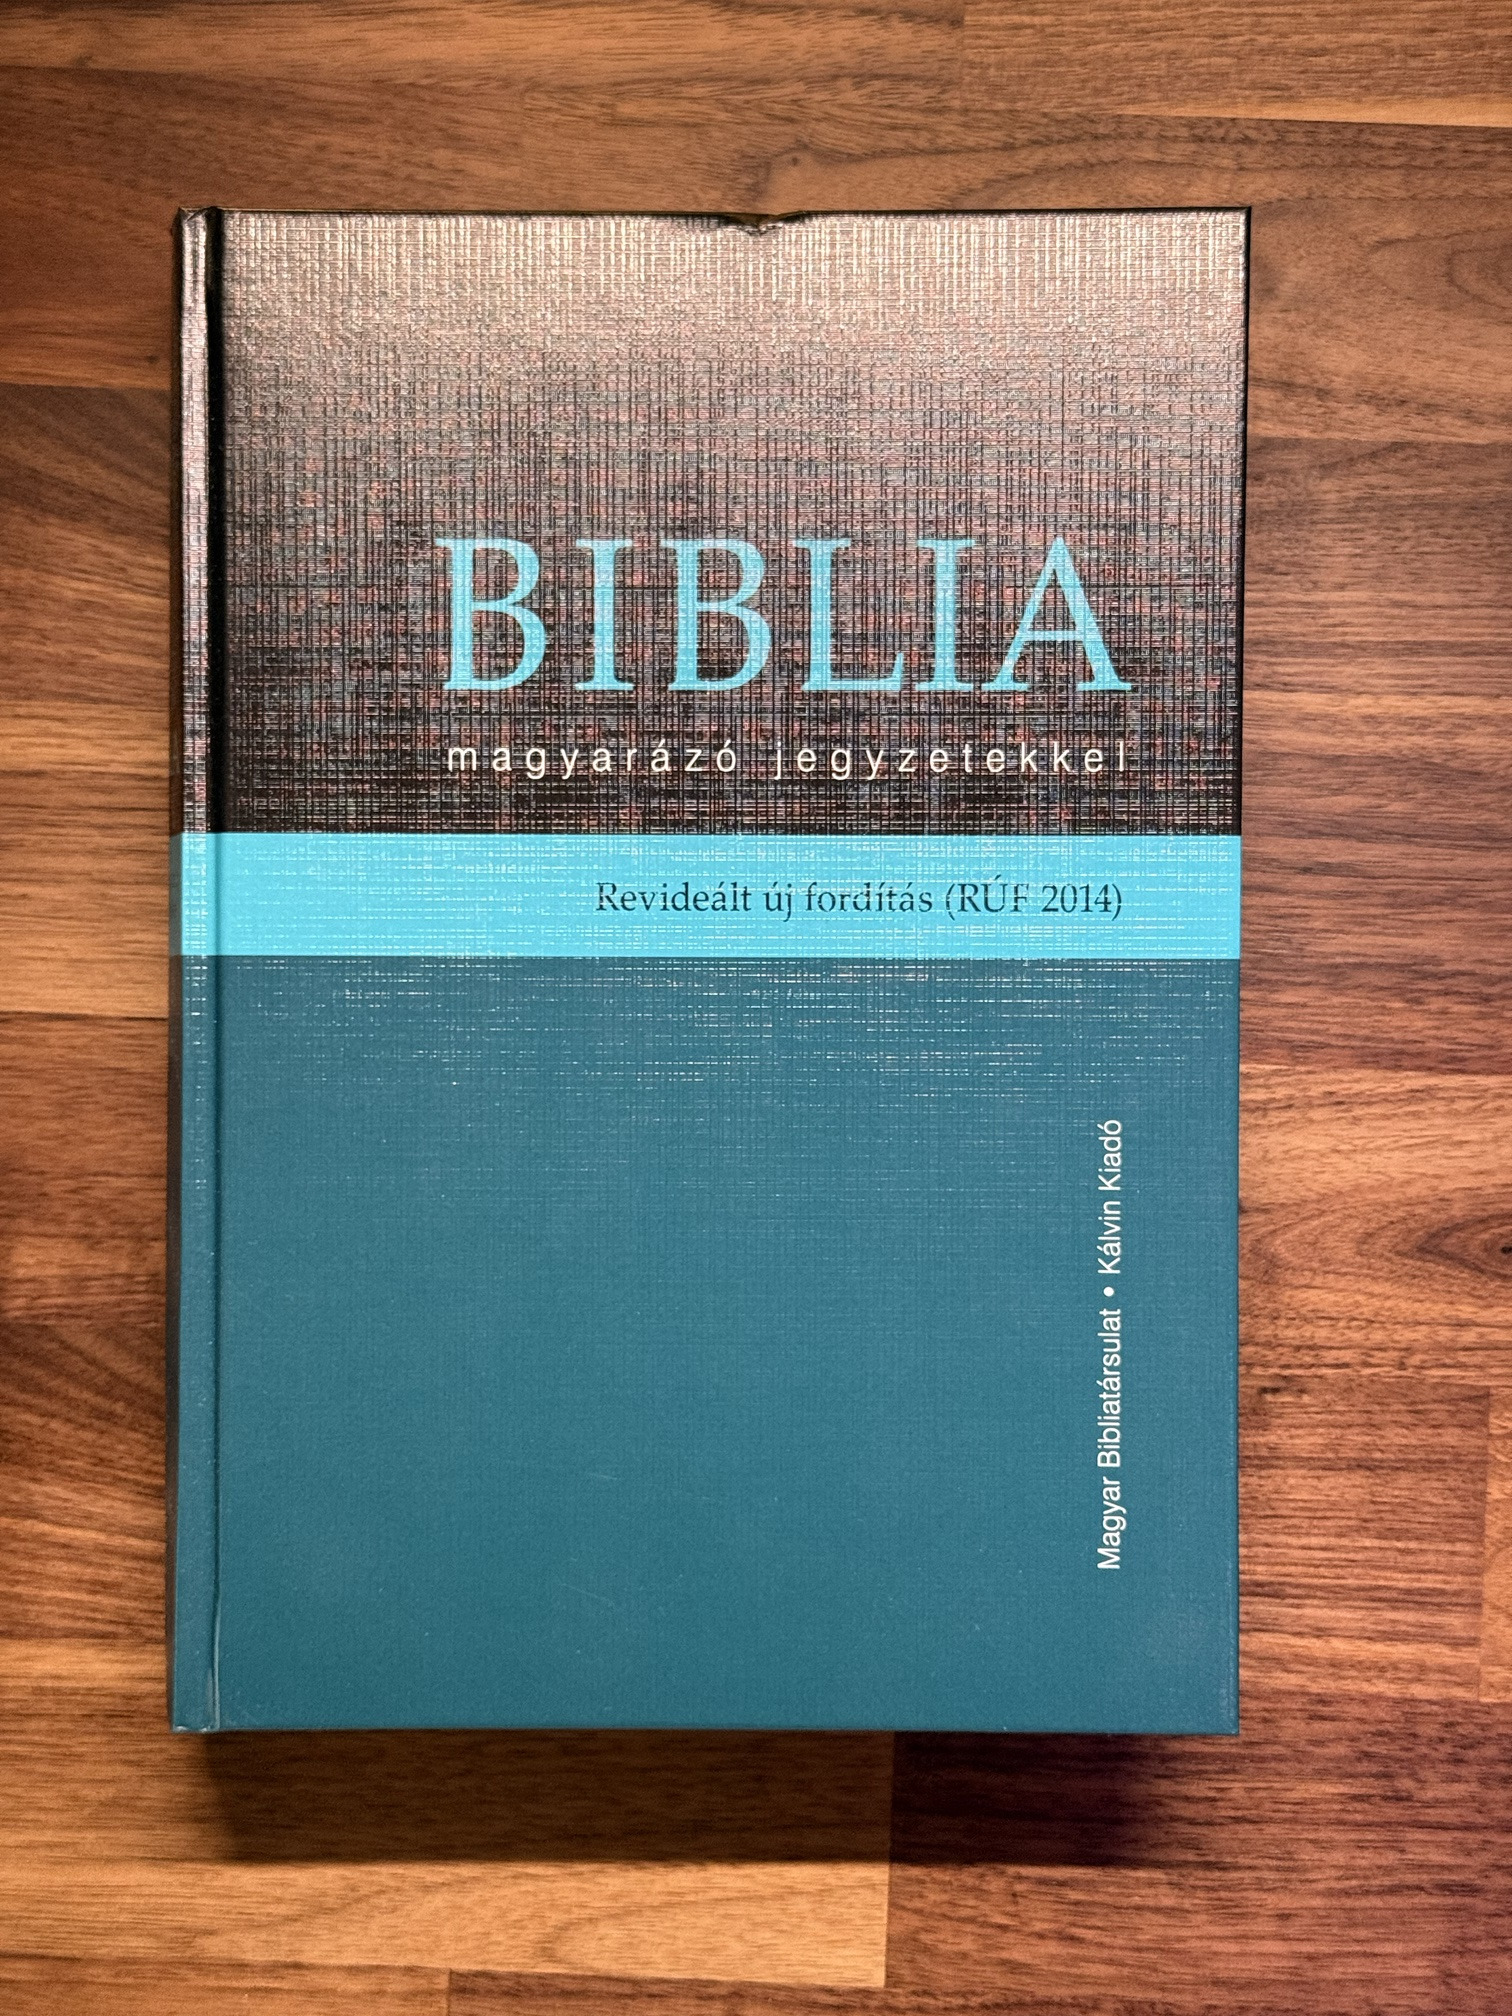 BIBLIA
magyarázó jegyzetekkel
Revideált új fordítás (RÚF 2014)
Magyar Bibliatársulat • Kálvin Kiadó